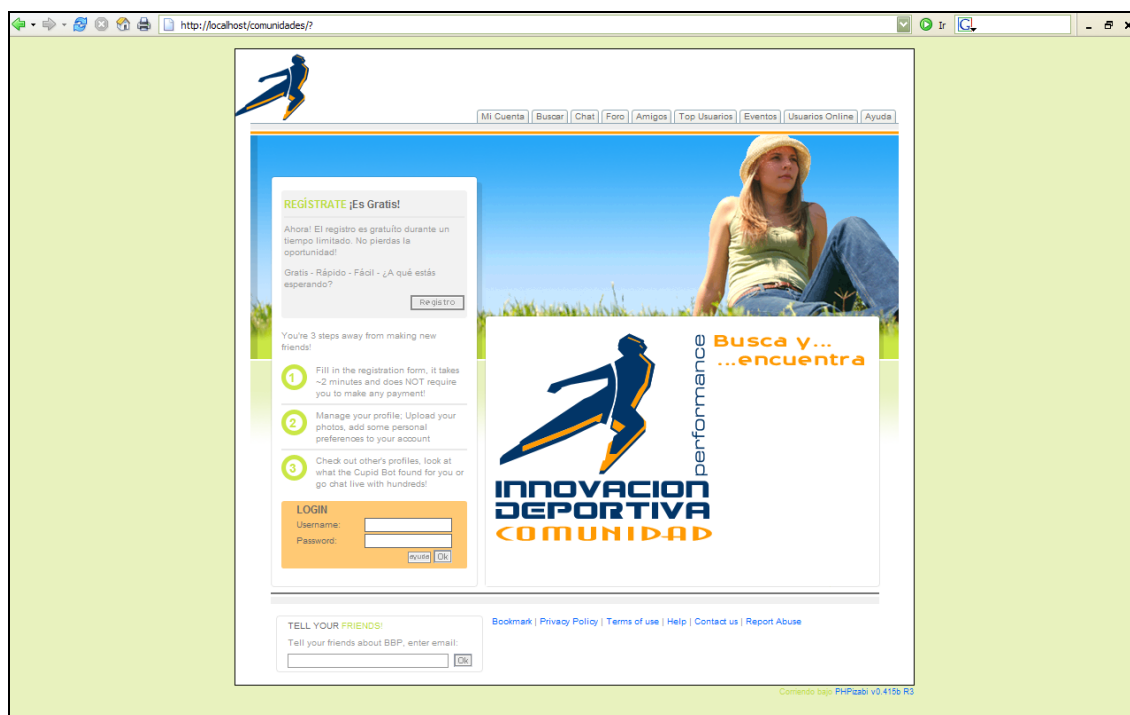 http://localhost/comunidades/?
Ir
Mi Cuenta Buscar Chat Foro Amigos Top Usuarios Eventos Usuarios Online Ayuda
REGÍSTRATE ¡Es Gratis!
Ahora! El registro es gratuíto durante un
tiempo limitado. No pierdas la
oportunidad!
Gratis - Rápido - Fácil - ¿A qué estás
esperando?
Registro
You're 3 steps away from making new
friends!
1
Fill in the registration form, it takes
~2 minutes and does NOT require
you to make any payment!
2
Manage your profile; Upload your
photos, add some personal
preferences to your account
3
Check out other's profiles, look at
what the Cupid Bot found for you or
go chat live with hundreds!
LOGIN
Username:
Password:
ayuda Ok
performance
Busca y...
...encuentra
INNOVACION
DEPORTIVA
COMUNIDAD
TELL YOUR FRIENDS!
Tell your friends about BBP, enter email:
Ok
Bookmark | Privacy Policy | Terms of use | Help | Contact us | Report Abuse
Corriendo bajo PHPizabi v0.415b R3